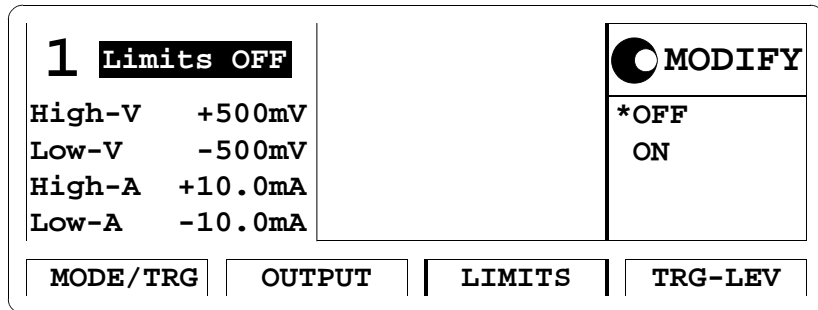 1 Limits OFF
High-V +500mV
Low-V -500mV
High-A +10.0mA
Low-A -10.0mA
MODIFY
*OFF
ON
MODE/TRG OUTPUT LIMITS TRG-LEV